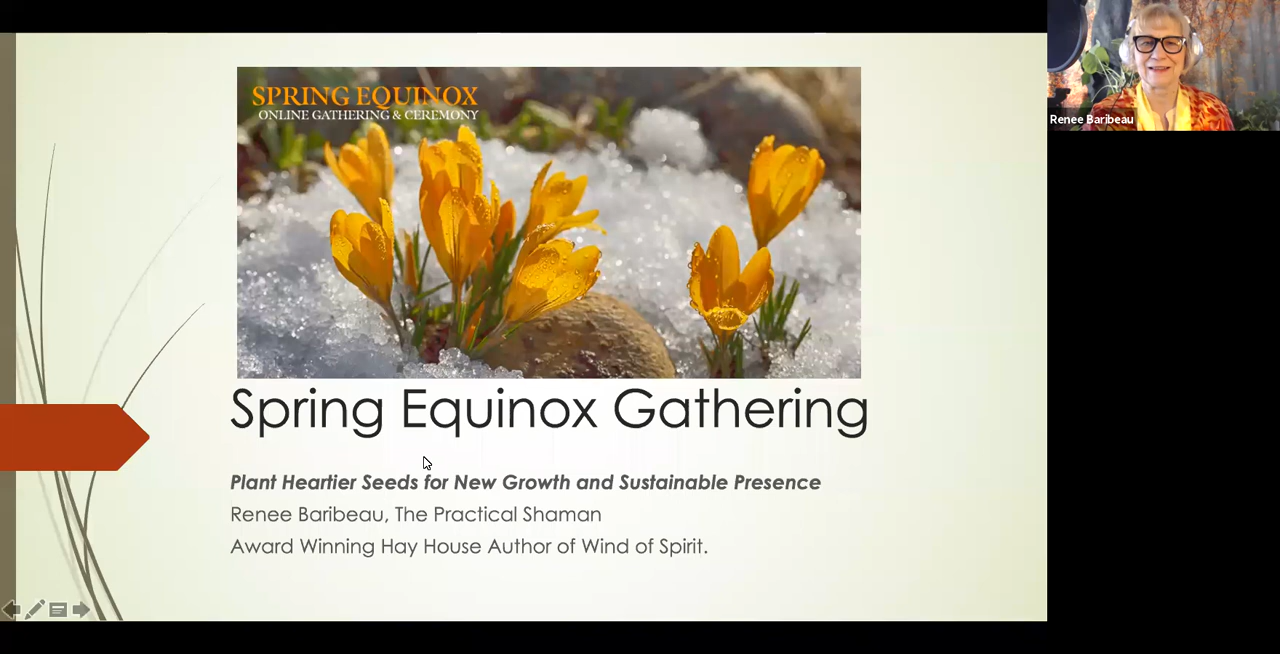 SPRING EQUINOX
ONLINE GATHERING & CEREMONY
Renee Baribeau
Spring Equinox Gathering
Plant Heartier Seeds for New Growth and Sustainable Presence
Renee Baribeau, The Practical Shaman
Award Winning Hay House Author of Wind of Spirit.